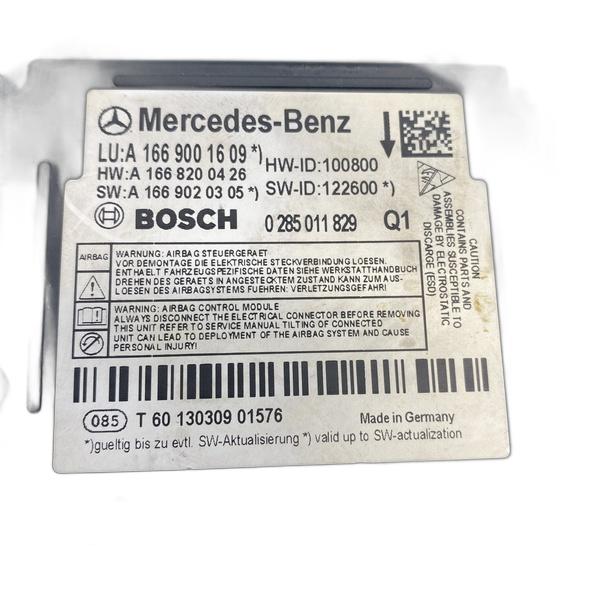 Mercedes-Benz
LU:A 166 900 16 09 *)
HW:A 166 820 04 26
SW:A 166 902 03 05 *)
HW-ID:100800
SW-ID:122600 *)
BOSCH 0 285 011 829 Q1
CAUTION
CONTAINS PARTS AND
ASSEMBLIES SUSCEPTIBLE TO
DAMAGE BY ELECTROSTATIC
DISCHARGE (ESD)
AIRBAG
WARNUNG: AIRBAG STEUERGERAET
VOR DEMONTAGE DIE ELEKTRISCHE STECKVERBINDUNG LOESEN.
ENTHAELT FAHRZEUGSPEZIFISCHE DATEN SIEHE WERKSTATTHANDBUCH
DREHEN DES GERAETS IN ANGESTECKTEM ZUSTAND KANN ZUM AUS-
LOESEN DES AIRBAGSYSTEMS FUEHREN: VERLETZUNGSGEFAHR!
WARNING: AIRBAG CONTROL MODULE
ALWAYS DISCONNECT THE ELECTRICAL CONNECTOR BEFORE REMOVING
THIS UNIT REFER TO SERVICE MANUAL TILTING OF CONNECTED
UNIT CAN LEAD TO DEPLOYMENT OF THE AIRBAG SYSTEM AND CAUSE
PERSONAL INJURY!
085 T 60 130309 01576 Made in Germany
*)gueltig bis zu evtl. SW-Aktualisierung *) valid up to SW-actualization